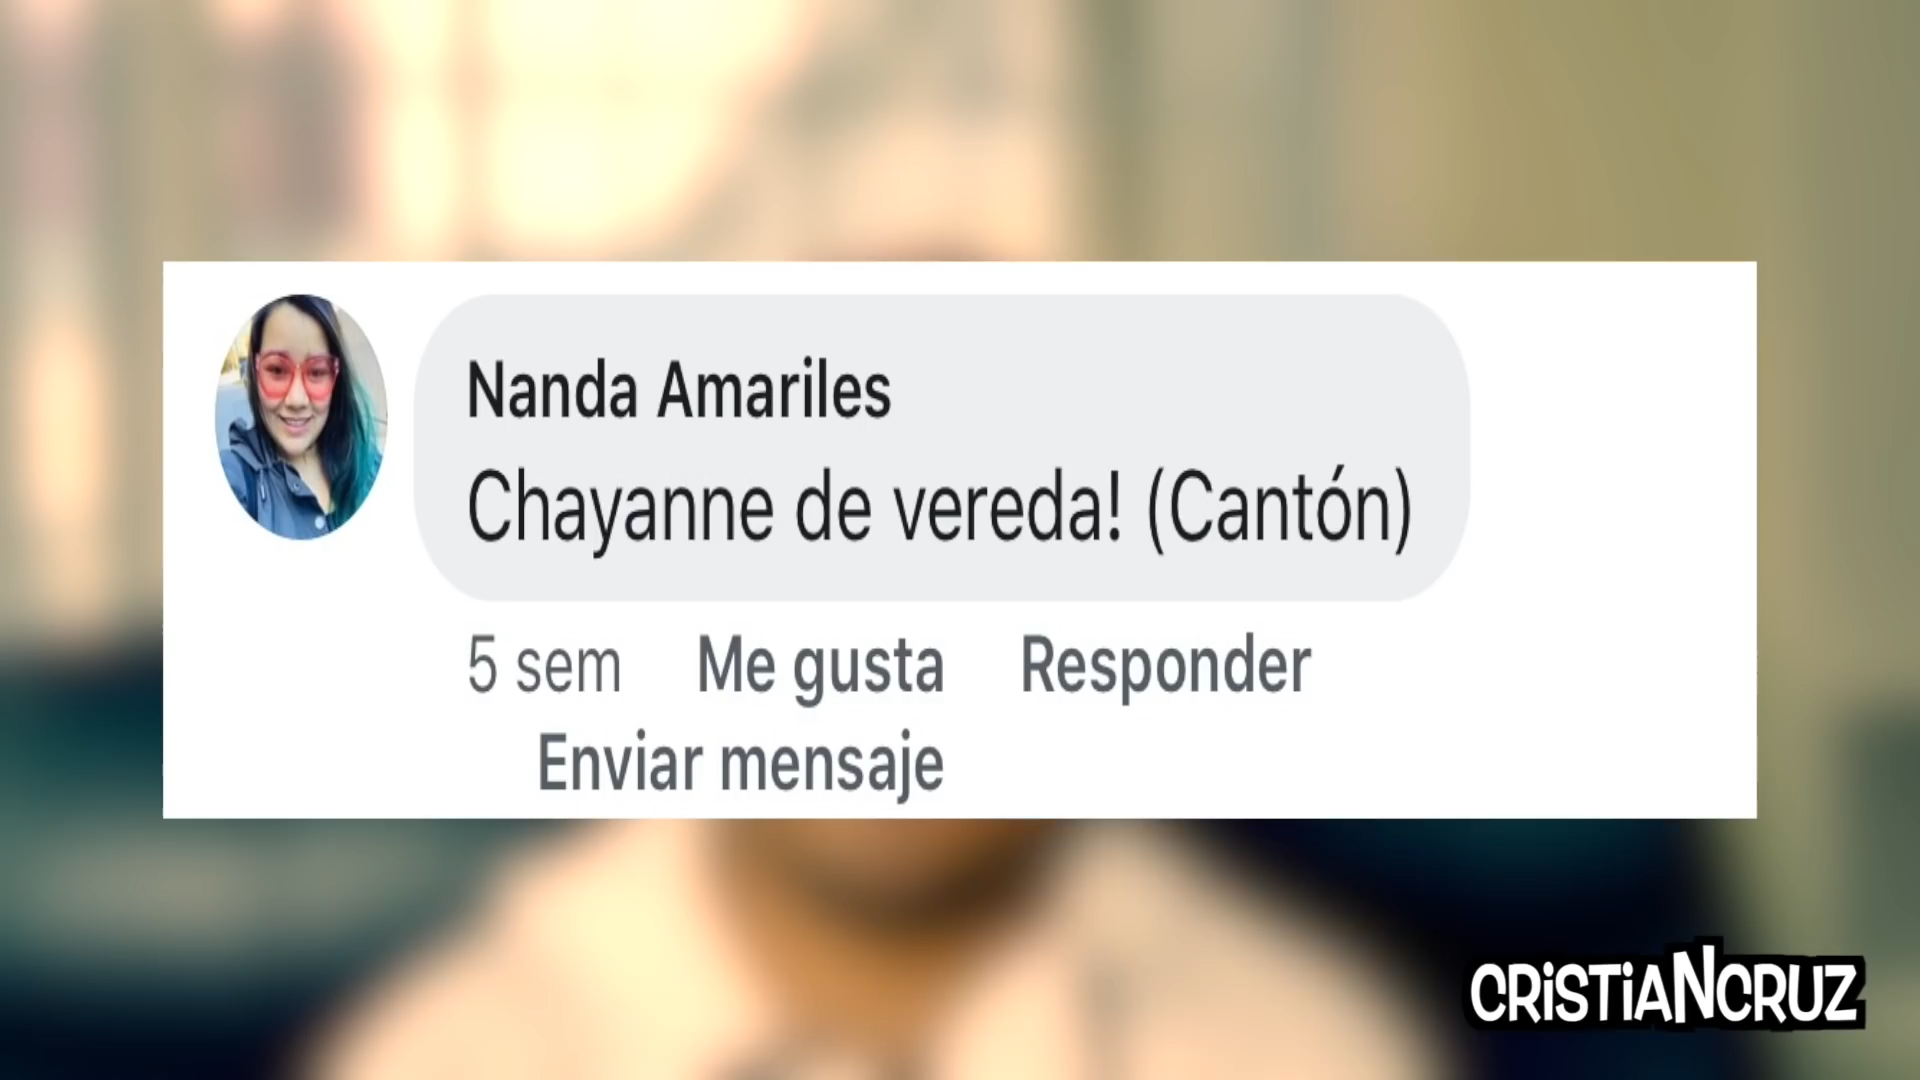 Nanda Amariles
Chayanne de vereda! (Cantón)
5 sem Me gusta Responder
Enviar mensaje
CRiSTiANCRUZ